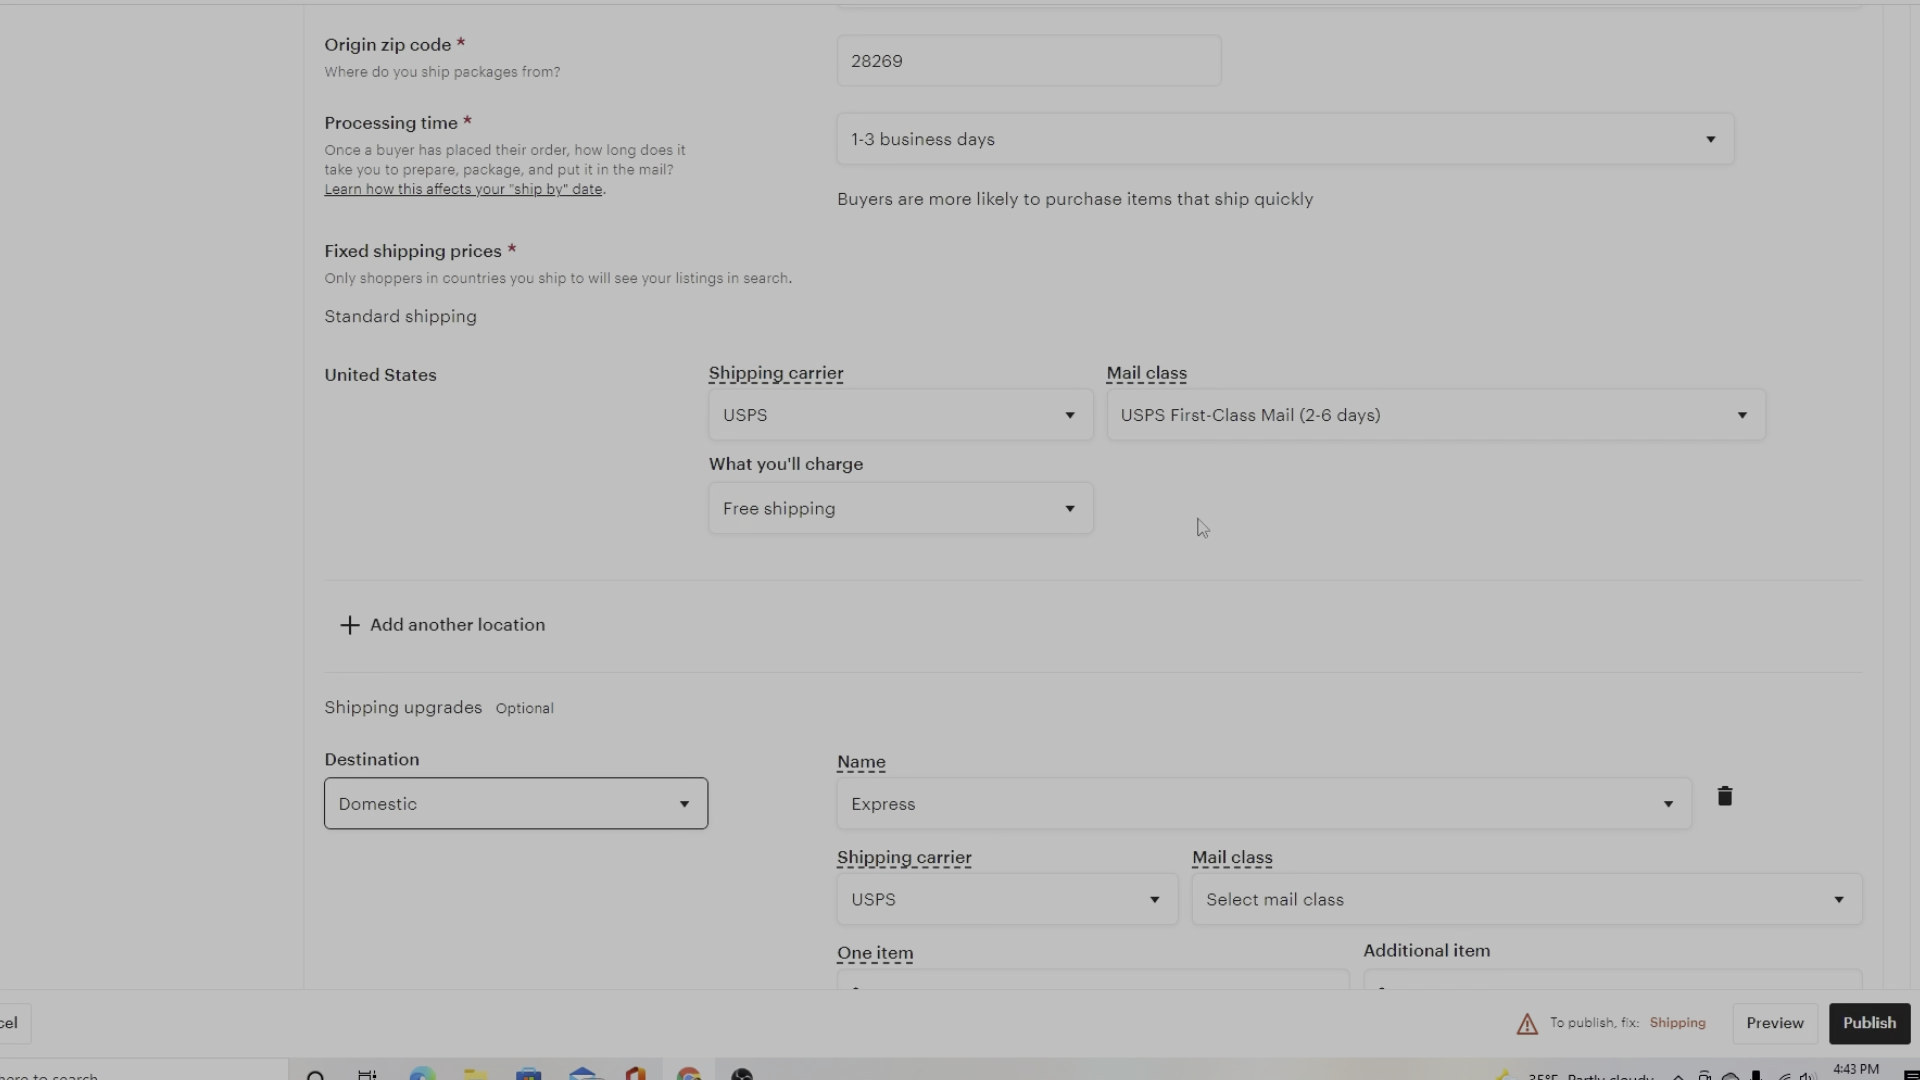 Origin zip code *
Where do you ship packages from?
28269
Processing time *
Once a buyer has placed their order, how long does it
take you to prepare, package, and put it in the mail?
Learn how this affects your "ship by" date.
1-3 business days
Buyers are more likely to purchase items that ship quickly
Fixed shipping prices *
Only shoppers in countries you ship to will see your listings in search.
Standard shipping
United States
Shipping carrier
Mail class
USPS
USPS First-Class Mail (2-6 days)
What you'll charge
Free shipping
Add another location
Shipping upgrades Optional
Destination
Domestic
Name
Express
Shipping carrier
Mail class
USPS
Select mail class
One item
Additional item
To publish, fix: Shipping
Preview
Publish
to search
35°F Partly cloudy
4:43 PM